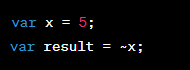 var x = 5;
var result = ~x;